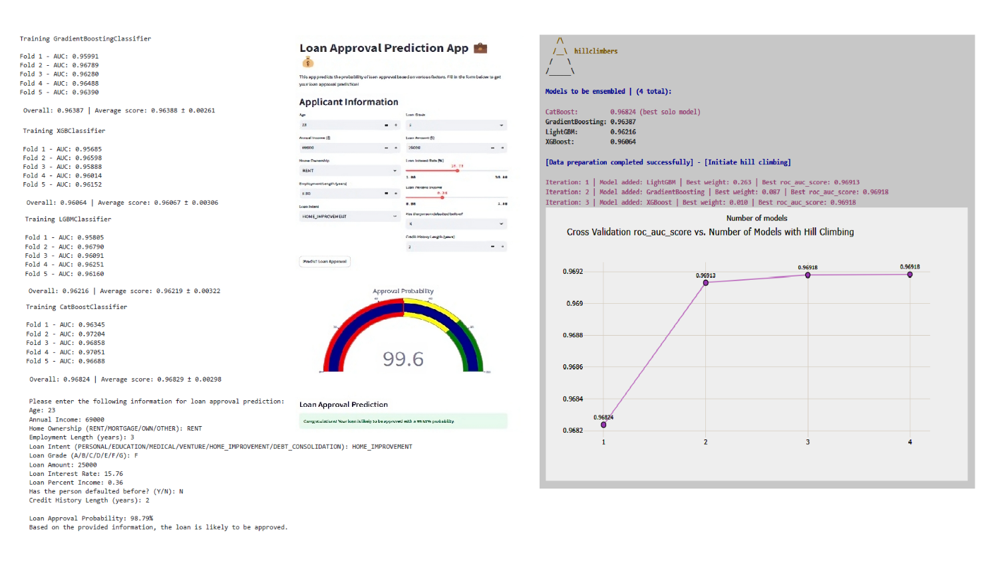 Training GradientBoostingClassifier
Fold 1 - AUC: 0.95991
Fold 2 - AUC: 0.96789
Fold 3 - AUC: 0.96280
Fold 4 - AUC: 0.96488
Fold 5 - AUC: 0.96390
Overall: 0.96387 | Average score: 0.96388 ± 0.00261
Training XGBClassifier
Fold 1 - AUC: 0.95685
Fold 2 - AUC: 0.96598
Fold 3 - AUC: 0.95888
Fold 4 - AUC: 0.96014
Fold 5 - AUC: 0.96152
Overall: 0.96064 | Average score: 0.96067 ± 0.00306
Training LGBMClassifier
Fold 1 - AUC: 0.95805
Fold 2 - AUC: 0.96790
Fold 3 - AUC: 0.96091
Fold 4 - AUC: 0.96251
Fold 5 - AUC: 0.96160
Overall: 0.96216 | Average score: 0.96219 ± 0.00322
Training CatBoostClassifier
Fold 1 - AUC: 0.96345
Fold 2 - AUC: 0.97204
Fold 3 - AUC: 0.96858
Fold 4 - AUC: 0.97051
Fold 5 - AUC: 0.96688
Overall: 0.96824 | Average score: 0.96829 ± 0.00298
Please enter the following information for loan approval prediction:
Age: 23
Annual Income: 69000
Home Ownership (RENT/MORTGAGE/OWN/OTHER): RENT
Employment Length (years): 3
Loan Intent (PERSONAL/EDUCATION/MEDICAL/VENTURE/HOME_IMPROVEMENT/DEBT_CONSOLIDATION): HOME_IMPROVEMENT
Loan Grade (A/B/C/D/E/F/G): F
Loan Amount: 25000
Loan Interest Rate: 15.76
Loan Percent Income: 0.36
Has the person defaulted before? (Y/N): N
Credit History Length (years): 2
Loan Approval Probability: 98.79%
Based on the provided information, the loan is likely to be approved.
Loan Approval Prediction App
This app predicts the probability of loan approval based on various factors. Fill in the form below to get
your loan approval prediction!
Applicant Information
Age
23
Annual Income ($)
69000
Home Ownership
RENT
Employment Length (years)
Loan Intent
HOME_IMPROVEMENT
Loan Grade
Loan Amount ($)
25000
Loan Interest Rate (%)
Loan Percent Income
0.00
1.00
Has the person defaulted before?
N
Credit History Length (years)
2
Predict Loan Approval
Approval Probability
99.6
Loan Approval Prediction
Congratulations! Your loan is likely to be approved with a probability
hillclimbers
Models to be ensembled | (4 total):
CatBoost: 0.96824 (best solo model)
GradientBoosting: 0.96387
LightGBM: 0.96216
XGBoost: 0.96064
[Data preparation completed successfully] - [Initiate hill climbing]
Iteration: 1 | Model added: LightGBM | Best weight: 0.263 | Best roc_auc_score: 0.96913
Iteration: 2 | Model added: GradientBoosting | Best weight: 0.087 | Best roc_auc_score: 0.96918
Iteration: 3 | Model added: XGBoost | Best weight: 0.010 | Best roc_auc_score: 0.96918
Number of models
Cross Validation roc_auc_score vs. Number of Models with Hill Climbing
0.9692
0.969
0.9688
0.9686
0.9684
0.9682
0.96824
0.96913
0.96918
0.96918
1
2
3
4